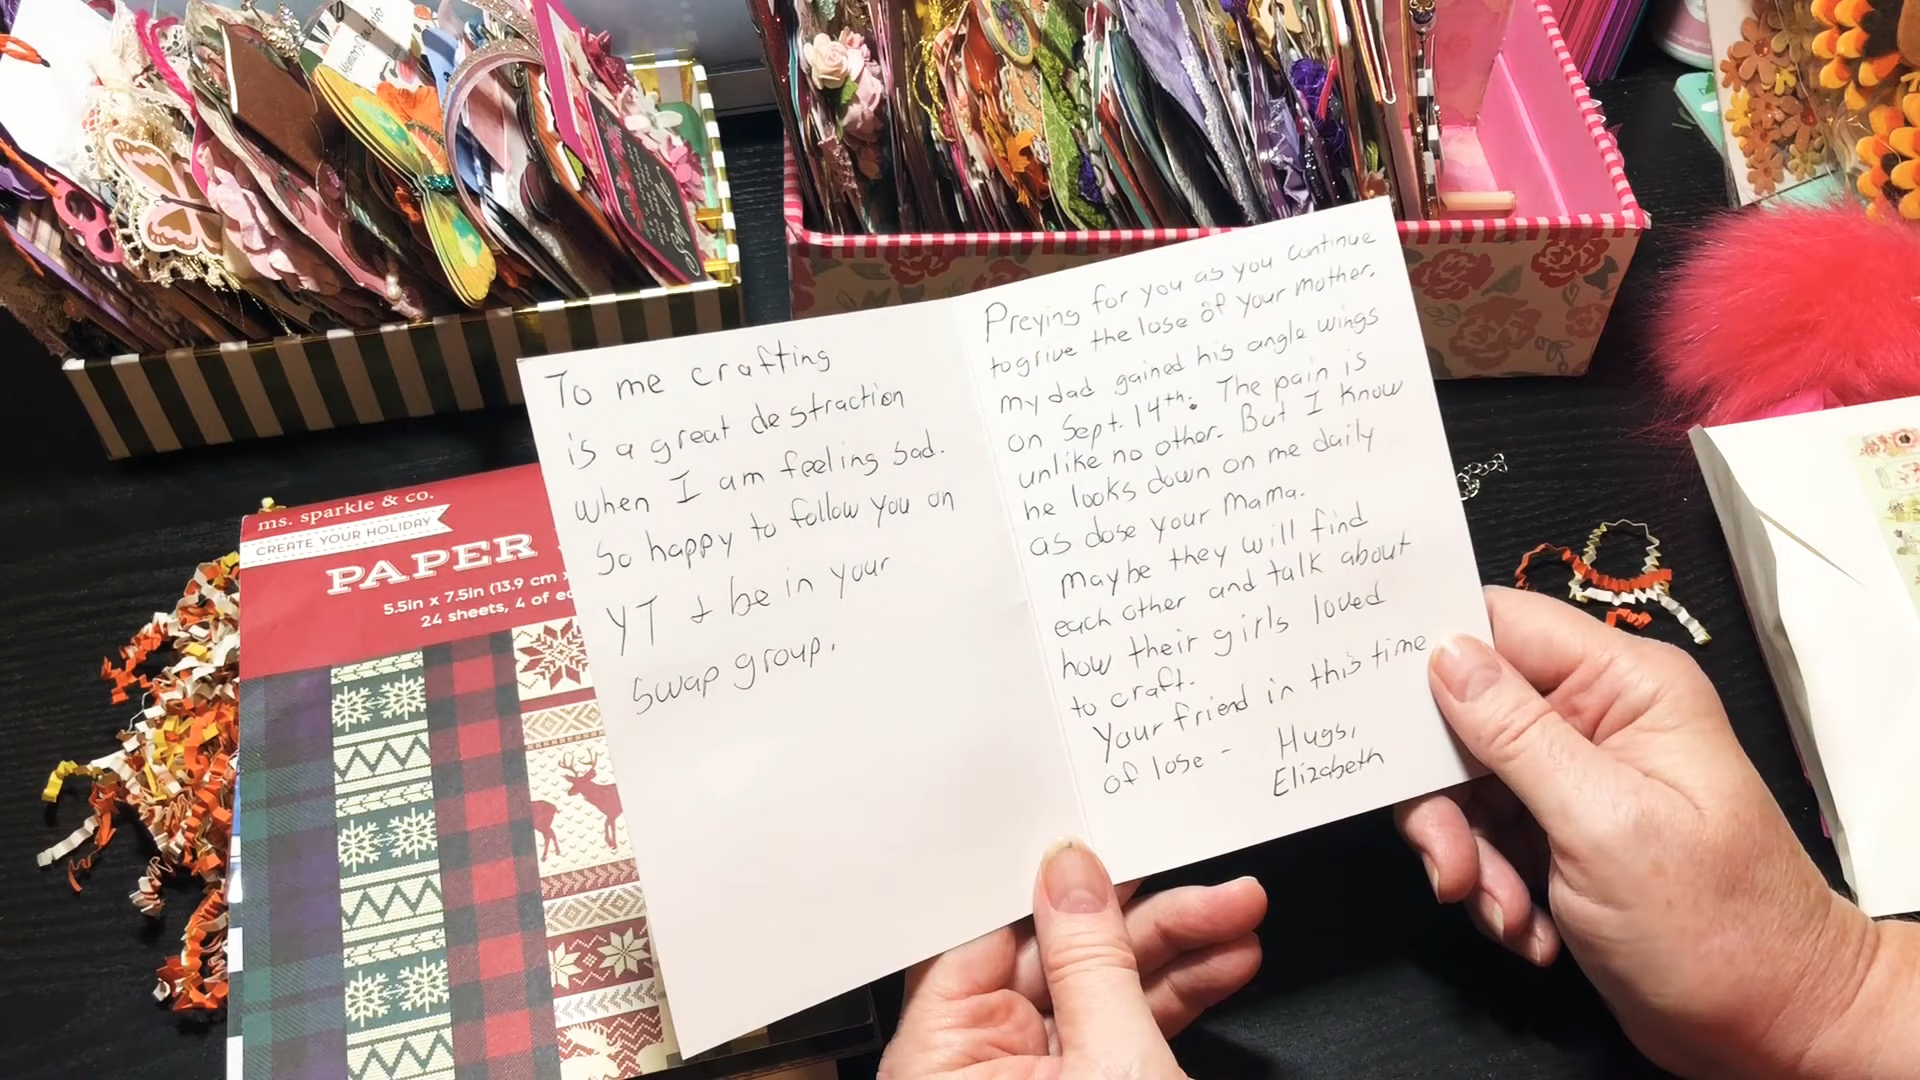 To me crafting
is a great destraction
when I am feeling sad.
So happy to follow you on
YT + be in your
swap group.
Preying for you as you continue
to grive the lose of your mother.
my dad gained his angle wings
on Sept. 14th. The pain is
unlike no other. But I know
he looks down on me daily
as dose your Mama.
Maybe they will find
each other and talk about
how their girls loved
to craft.
Your friend in this time
of lose - Hugs,
Elizabeth
ms. sparkle & co.
CREATE YOUR HOLIDAY
PAPER
5.5in x 7.5in (13.9 cm x
24 sheets, 4 of ea